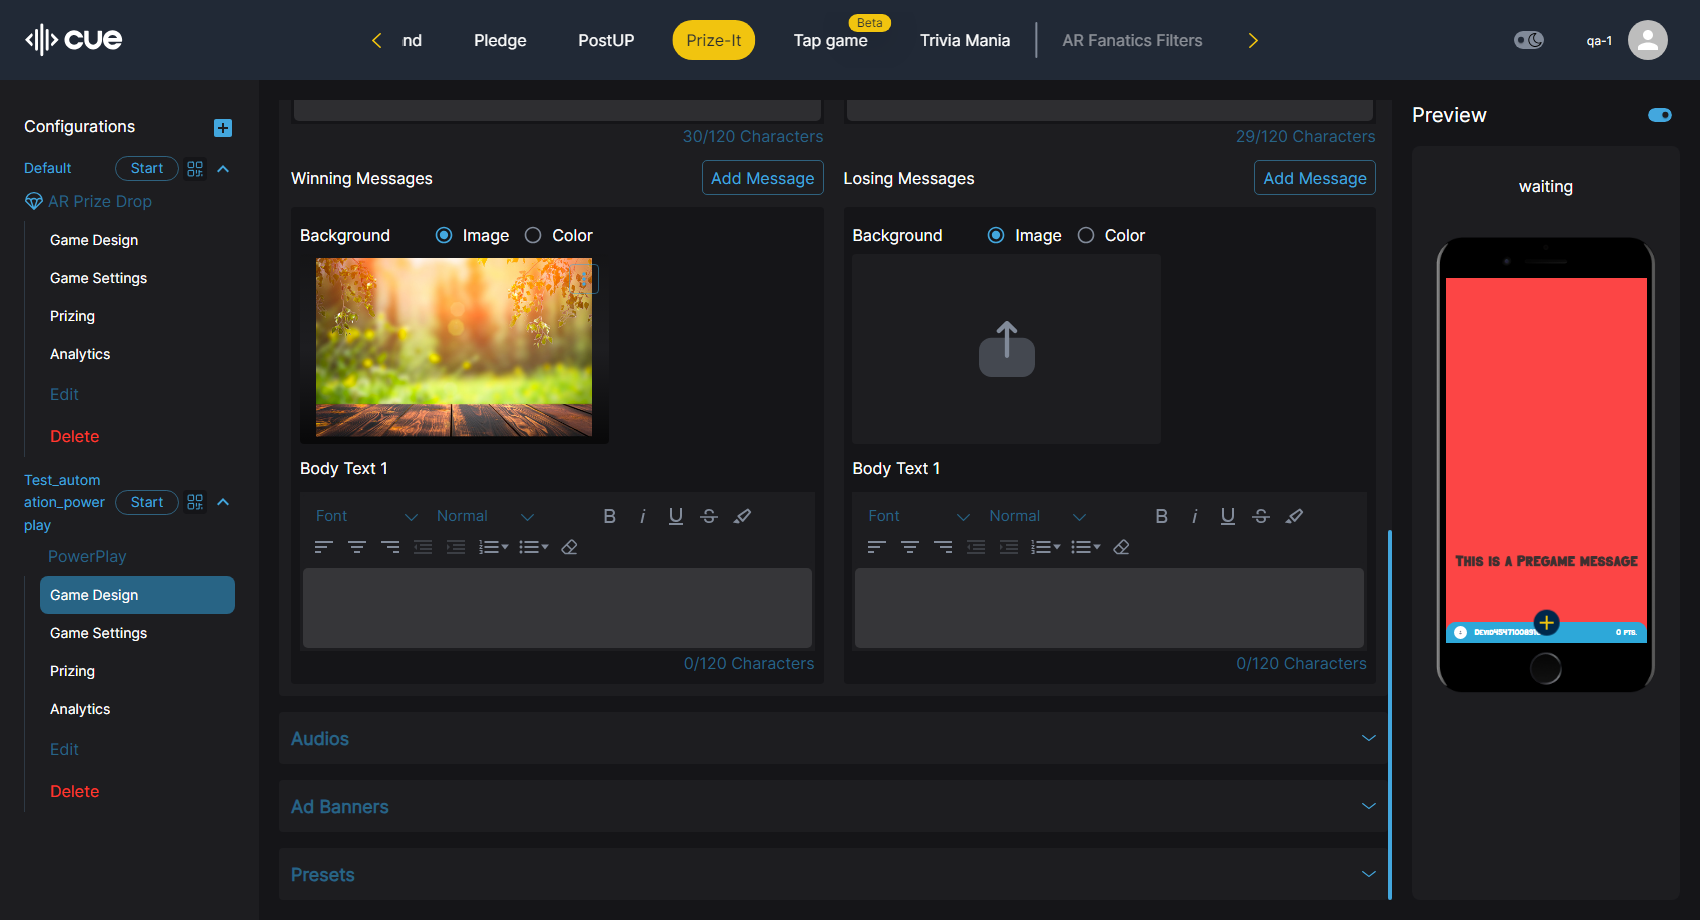 cue
nd
Pledge
PostUP
Prize-It
Tap game
Beta
Trivia Mania
AR Fanatics Filters
qa-1
Configurations
Default
Start
AR Prize Drop
Game Design
Game Settings
Prizing
Analytics
Edit
Delete
Test_autom
ation_power
play
Start
PowerPlay
Game Design
Game Settings
Prizing
Analytics
Edit
Delete
30/120 Characters
29/120 Characters
Winning Messages
Add Message
Losing Messages
Add Message
Background
Image
Color
Background
Image
Color
Body Text 1
Body Text 1
Font
Normal
B
i
U
S
Font
Normal
B
i
U
S
0/120 Characters
0/120 Characters
Audios
Ad Banners
Presets
Preview
waiting
This is a Pregame message
0 pts.